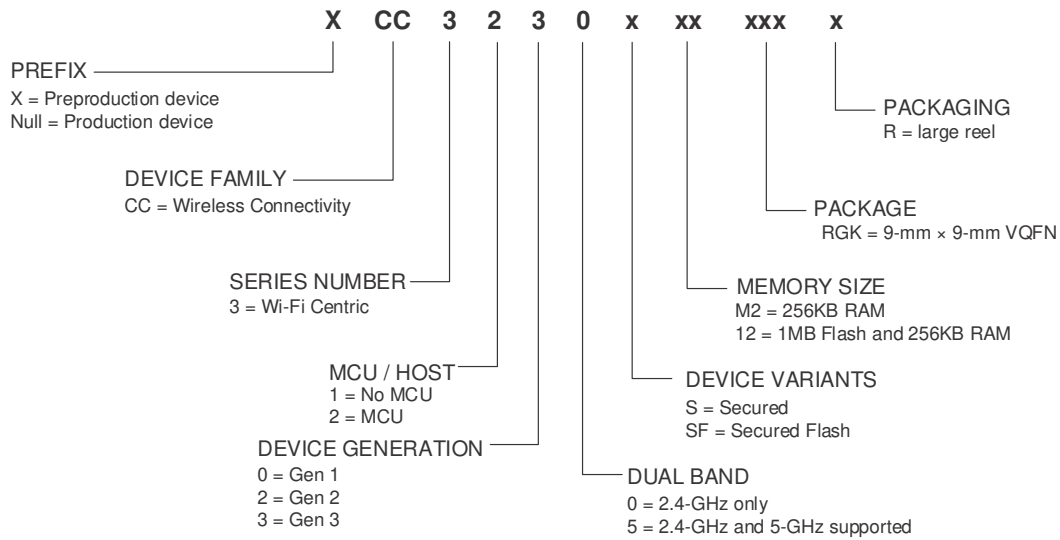 X CC 3 2 3 0 x xx xxx x
PREFIX
X = Preproduction device
Null = Production device
DEVICE FAMILY
CC = Wireless Connectivity
SERIES NUMBER
3 = Wi-Fi Centric
MCU / HOST
1 = No MCU
2 = MCU
DEVICE GENERATION
0 = Gen 1
2 = Gen 2
3 = Gen 3
PACKAGING
R = large reel
PACKAGE
RGK = 9-mm × 9-mm VQFN
MEMORY SIZE
M2 = 256KB RAM
12 = 1MB Flash and 256KB RAM
DEVICE VARIANTS
S = Secured
SF = Secured Flash
DUAL BAND
0 = 2.4-GHz only
5 = 2.4-GHz and 5-GHz supported